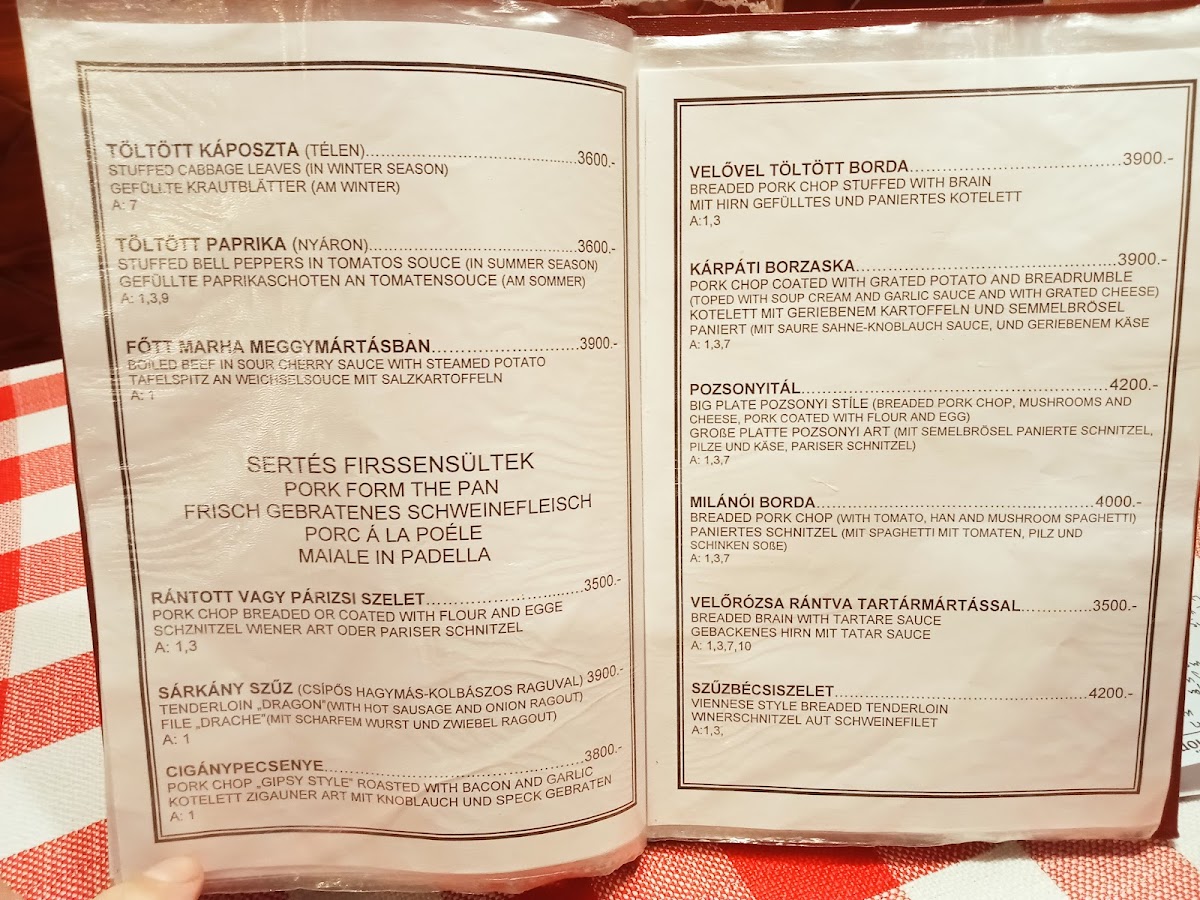 TÖLTÖTT KÁPOSZTA (TÉLEN)...3600.-
STUFFED CABBAGE LEAVES (IN WINTER SEASON)
GEFÜLLTE KRAUTBLÄTTER (AM WINTER)
A: 7
TÖLTÖTT PAPRIKA (NYÁRON)...3600.-
STUFFED BELL PEPPERS IN TOMATOS SOUCE (IN SUMMER SEASON)
GEFÜLLTE PAPRIKASCHOTEN AN TOMATENSOUCE (AM SOMMER)
A: 1,3,9
FŐTT MARHA MEGGYMÁRTÁSBAN...3900.-
BOILED BEEF IN SOUR CHERRY SAUCE WITH STEAMED POTATO
TAFELSPITZ AN WEICHSELSOUCE MIT SALZKARTOFFELN
A: 1
SERTÉS FIRSSENSÜLTEK
PORK FORM THE PAN
FRISCH GEBRATENES SCHWEINEFLEISCH
PORC Á LA POÉLE
MAIALE IN PADELLA
RÁNTOTT VAGY PÁRIZSI SZELET...3500.-
PORK CHOP BREADED OR COATED WITH FLOUR AND EGGE
SCHZNITZEL WIENER ART ODER PARISER SCHNITZEL
A: 1,3
SÁRKÁNY SZŰZ (CSÍPŐS HAGYMÁS-KOLBÁSZOS RAGUVAL) 3900.-
TENDERLOIN „DRAGON"(WITH HOT SAUSAGE AND ONION RAGOUT)
FILE „DRACHE"(MIT SCHARFEM WURST UND ZWIEBEL RAGOUT)
A: 1
CIGÁNYPECSENYE...3800.-
PORK CHOP „GIPSY STYLE" ROASTED WITH BACON AND GARLIC
KOTELETT ZIGAUNER ART MIT KNOBLAUCH UND SPECK GEBRATEN
A: 1
VELŐVEL TÖLTÖTT BORDA...3900.-
BREADED PORK CHOP STUFFED WITH BRAIN
MIT HIRN GEFÜLLTES UND PANIERTES KOTELETT
A:1,3
KÁRPÁTI BORZASKA...3900.-
PORK CHOP COATED WITH GRATED POTATO AND BREADRUMBLE
(TOPED WITH SOUP CREAM AND GARLIC SAUCE AND WITH GRATED CHEESE)
KOTELETT MIT GERIEBENEM KARTOFFELN UND SEMMELBRÖSEL
PANIERT (MIT SAURE SAHNE-KNOBLAUCH SAUCE, UND GERIEBENEM KÄSE
A: 1,3,7
POZSONYITÁL...4200.-
BIG PLATE POZSONYI STÍLE (BREADED PORK CHOP, MUSHROOMS AND
CHEESE, PORK COATED WITH FLOUR AND EGG)
GROßE PLATTE POZSONYI ART (MIT SEMELBRÖSEL PANIERTE SCHNITZEL,
PILZE UND KÄSE, PARISER SCHNITZEL)
A: 1,3,7
MILÁNÓI BORDA...4000.-
BREADED PORK CHOP (WITH TOMATO, HAN AND MUSHROOM SPAGHETTI)
PANIERTES SCHNITZEL (MIT SPAGHETTI MIT TOMATEN, PILZ UND
SCHINKEN SOßE)
A: 1,3,7
VELŐRÓZSA RÁNTVA TARTÁRMÁRTÁSSAL...3500.-
BREADED BRAIN WITH TARTARE SAUCE
GEBACKENES HIRN MIT TATAR SAUCE
A: 1,3,7,10
SZŰZBÉCSISZELET...4200.-
VIENNESE STYLE BREADED TENDERLOIN
WINERSCHNITZEL AUT SCHWEINEFILET
A:1,3,